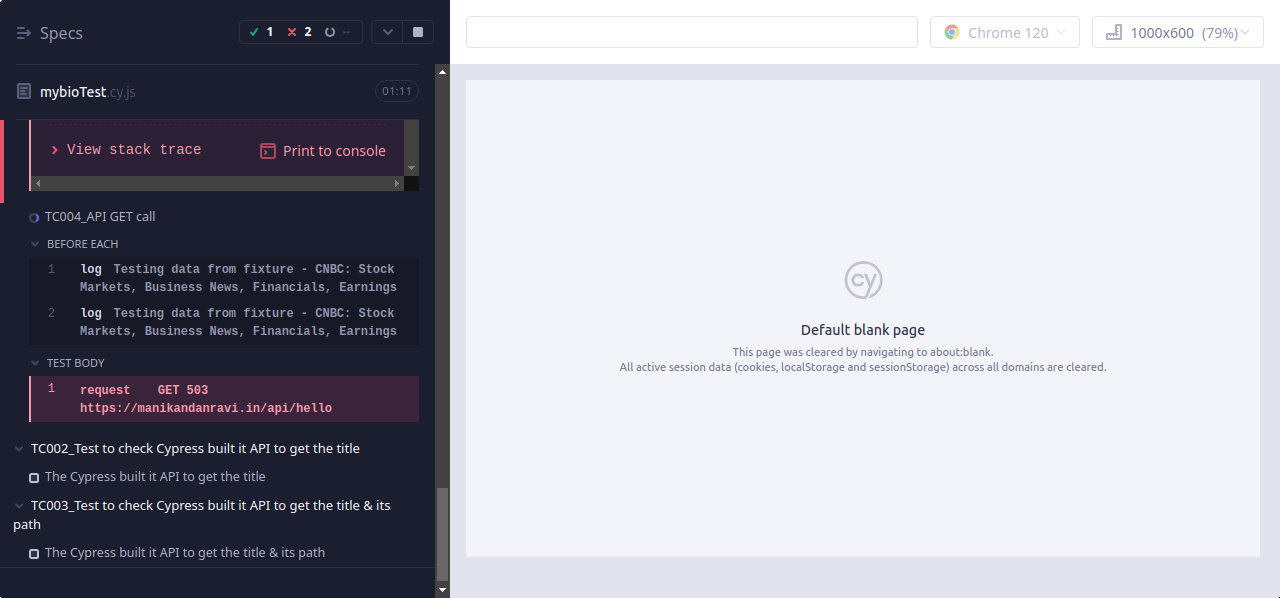 Specs
1 2 --
mybioTest.cy.js
01:11
View stack trace
Print to console
TC004_API GET call
BEFORE EACH
1 log Testing data from fixture - CNBC: Stock
Markets, Business News, Financials, Earnings
2 log Testing data from fixture - CNBC: Stock
Markets, Business News, Financials, Earnings
TEST BODY
1 request GET 503
https://manikandanravi.in/api/hello
TC002_Test to check Cypress built it API to get the title
The Cypress built it API to get the title
TC003_Test to check Cypress built it API to get the title & its
path
The Cypress built it API to get the title & its path
Chrome 120
1000x600 (79%)
cy
Default blank page
This page was cleared by navigating to about:blank.
All active session data (cookies, localStorage and sessionStorage) across all domains are cleared.